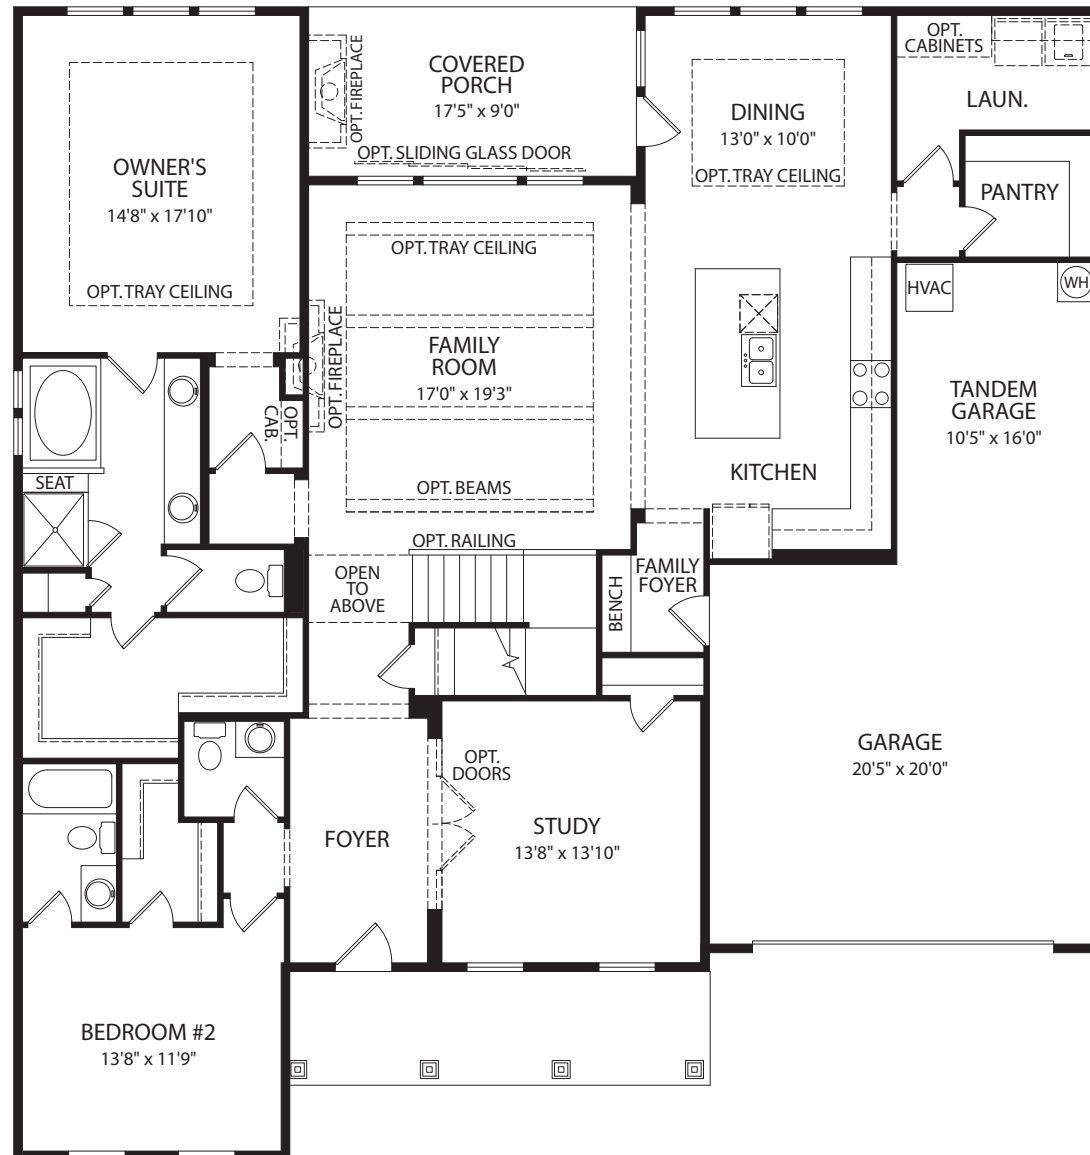 OPT.
CABINETS
LAUN.
PANTRY
COVERED
PORCH
17'5" x 9'0"
OPT. FIREPLACE
OPT. SLIDING GLASS DOOR
DINING
13'0" x 10'0"
OPT. TRAY CEILING
OWNER'S
SUITE
14'8" x 17'10"
OPT. TRAY CEILING
OPT. TRAY CEILING
FAMILY
ROOM
17'0" x 19'3"
OPT. FIREPLACE
OPT. BEAMS
HVAC
WH
TANDEM
GARAGE
10'5" x 16'0"
OPT.
CAB.
SEAT
KITCHEN
OPT. RAILING
OPEN
TO
ABOVE
BENCH
FAMILY
FOYER
GARAGE
20'5" x 20'0"
OPT.
DOORS
FOYER
STUDY
13'8" x 13'10"
BEDROOM #2
13'8" x 11'9"